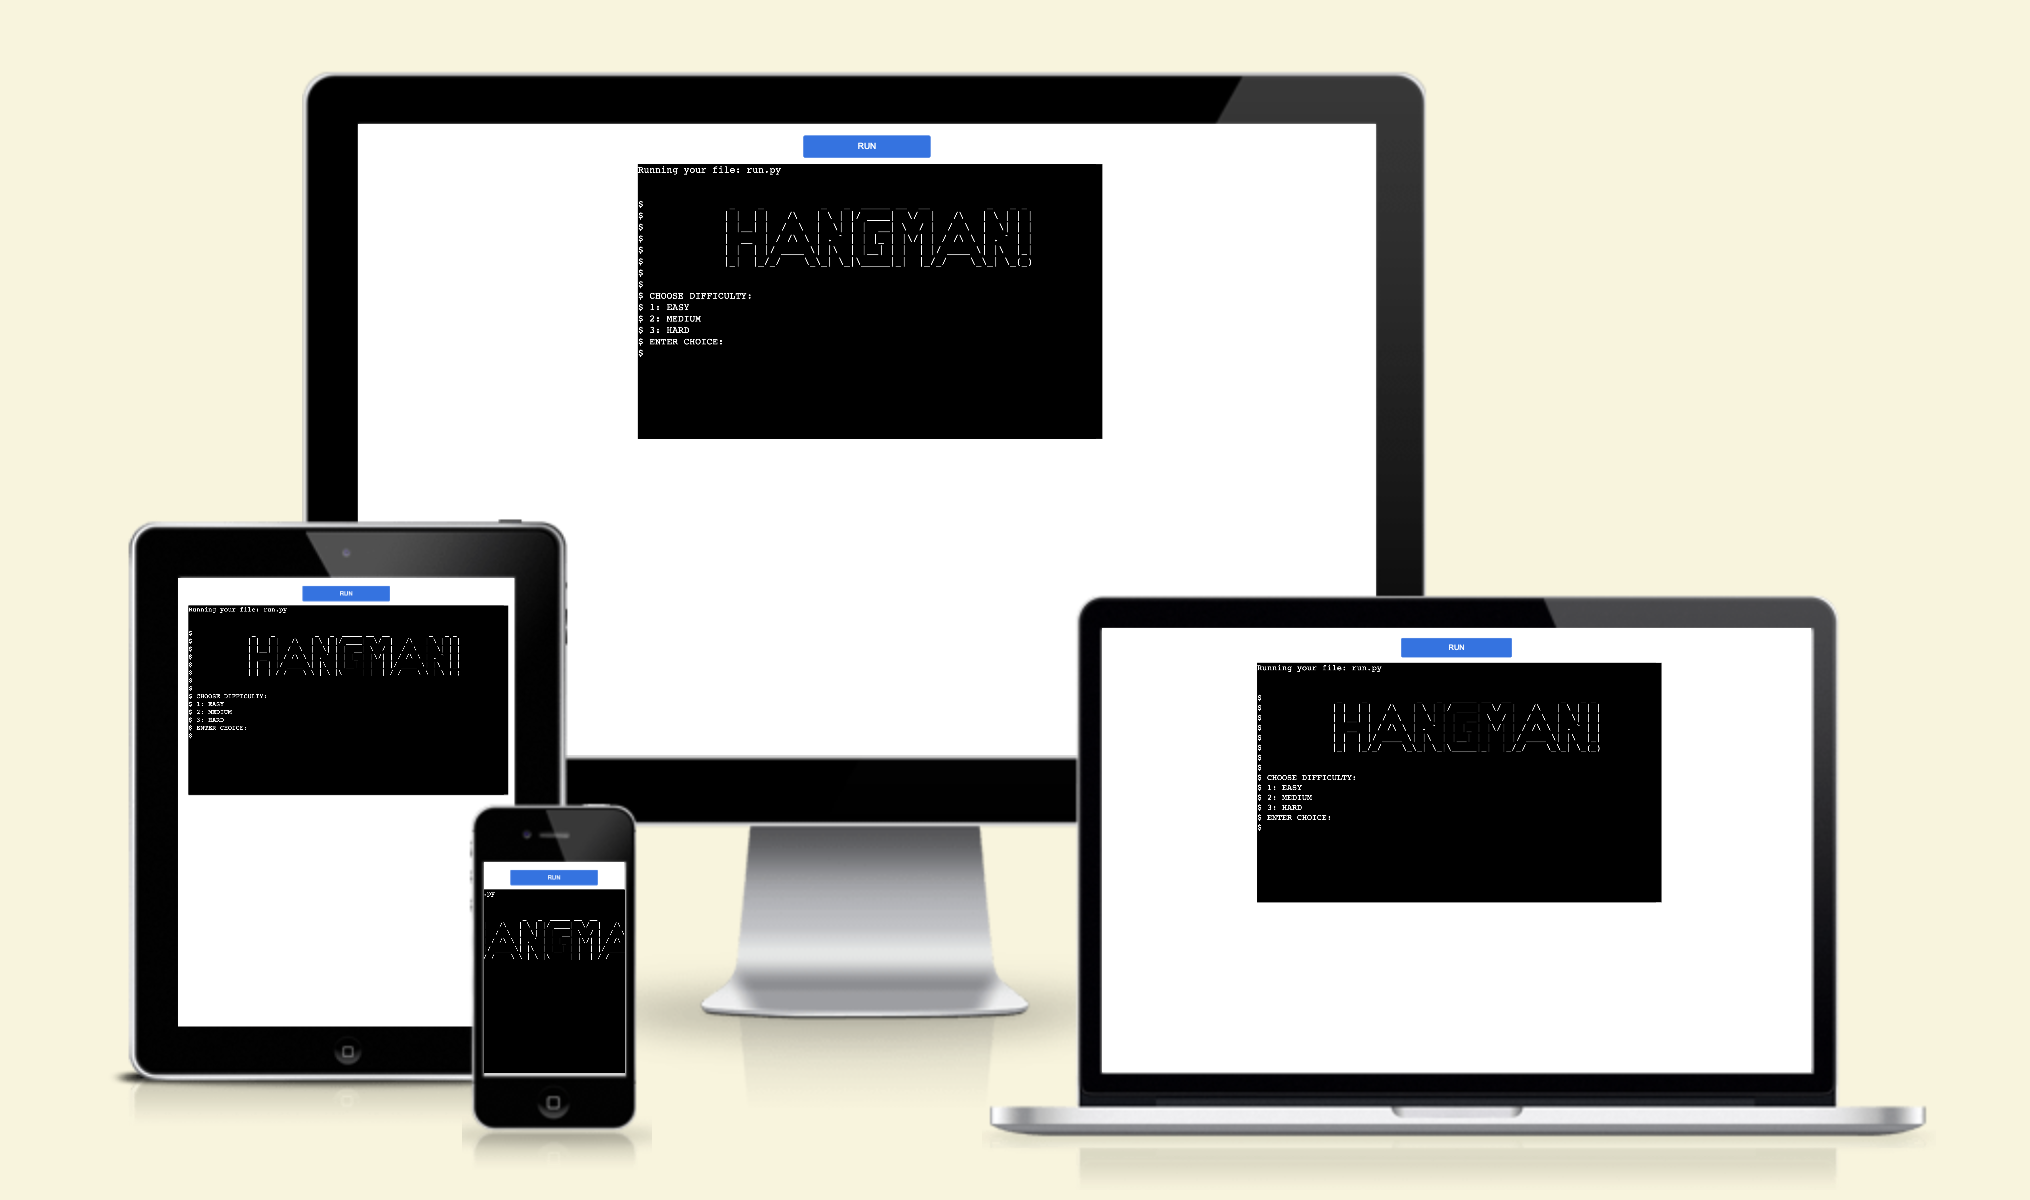 RUN
Running your file: run.py
$
$ HANGMAN!
$
$
$
$
$
$
$ CHOOSE DIFFICULTY:
$ 1: EASY
$ 2: MEDIUM
$ 3: HARD
$ ENTER CHOICE:
$
RUN
Running your file: run.py
$
$ HANGMAN!
$
$
$
$
$
$
$ CHOOSE DIFFICULTY:
$ 1: EASY
$ 2: MEDIUM
$ 3: HARD
$ ENTER CHOICE:
$
RUN
.py
ANGMA
RUN
Running your file: run.py
$
$ HANGMAN!
$
$
$
$
$
$
$ CHOOSE DIFFICULTY:
$ 1: EASY
$ 2: MEDIUM
$ 3: HARD
$ ENTER CHOICE:
$